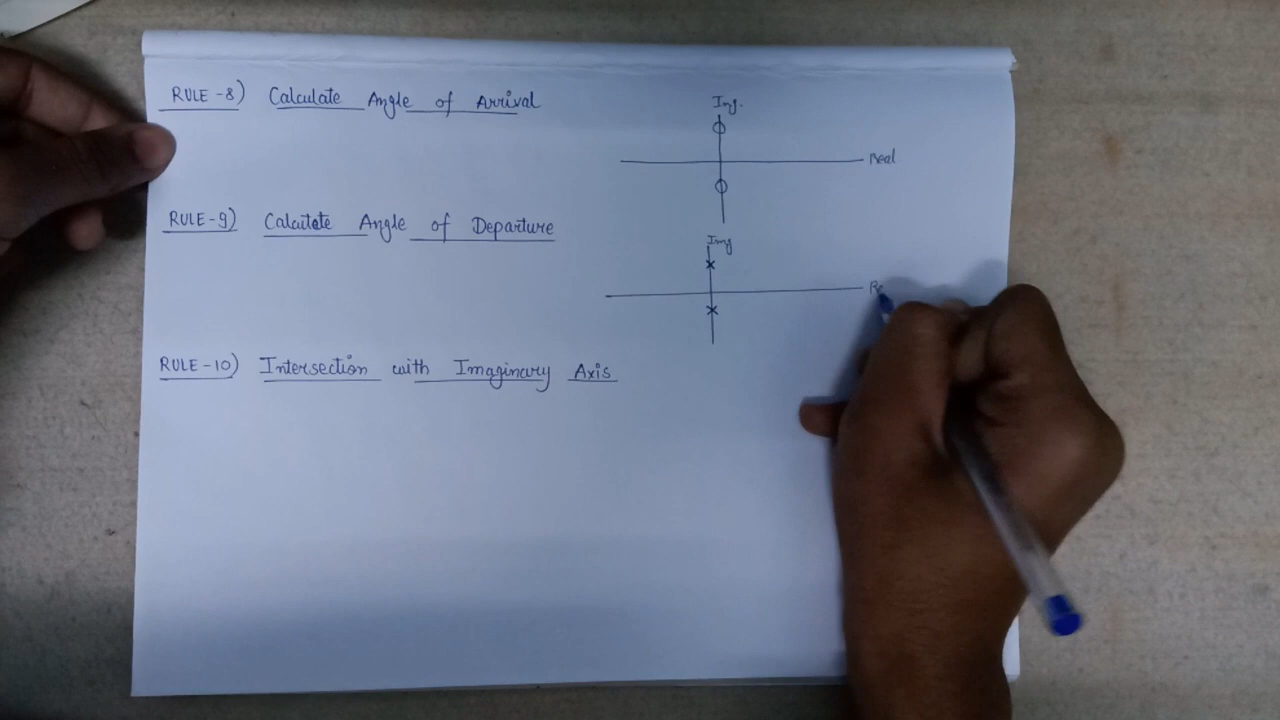 RULE-8) Calculate Angle of Arrival
Img.
Real
RULE-9) Calculate Angle of Departure
Img
Re
RULE-10) Intersection with Imaginary Axis